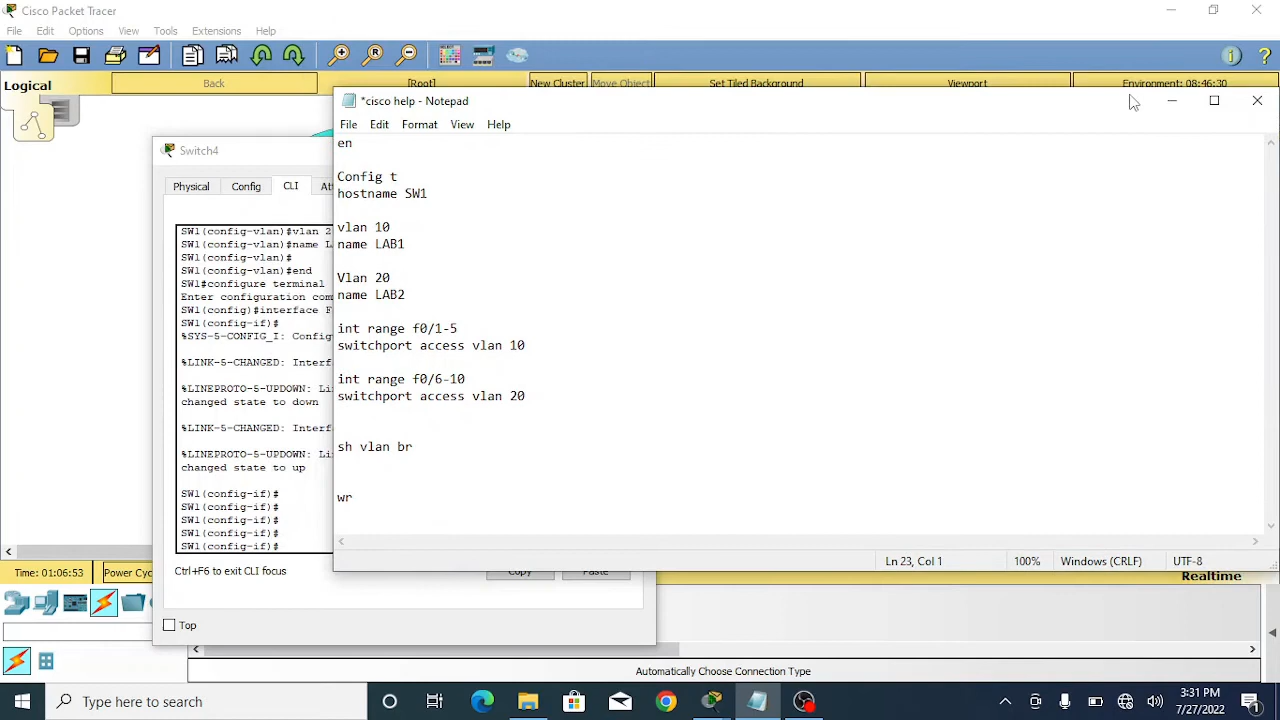 Cisco Packet Tracer
File Edit Options View Tools Extensions Help
Logical
Back
[Root]
New Cluster
Move Object
Set Tiled Background
Viewport
Environment: 08:46:30
*cisco help - Notepad
File Edit Format View Help
en
Config t
hostname SW1
vlan 10
name LAB1
Vlan 20
name LAB2
int range f0/1-5
switchport access vlan 10
int range f0/6-10
switchport access vlan 20
sh vlan br
wr
Ln 23, Col 1
100%
Windows (CRLF)
UTF-8
Switch4
Physical
Config
CLI
At
SW1(config-vlan)#vlan 2
SW1(config-vlan)#name L
SW1(config-vlan)#
SW1(config-vlan)#end
SW1#configure terminal
Enter configuration com
SW1(config)#interface F
SW1(config-if)#
%SYS-5-CONFIG_I: Config
%LINK-5-CHANGED: Interf
%LINEPROTO-5-UPDOWN: Li
changed state to down
%LINK-5-CHANGED: Interf
%LINEPROTO-5-UPDOWN: Li
changed state to up
SW1(config-if)#
SW1(config-if)#
SW1(config-if)#
SW1(config-if)#
SW1(config-if)#
Ctrl+F6 to exit CLI focus
Copy
Paste
Top
Time: 01:06:53
Power Cyc
Realtime
Automatically Choose Connection Type
Type here to search
3:31 PM
7/27/2022